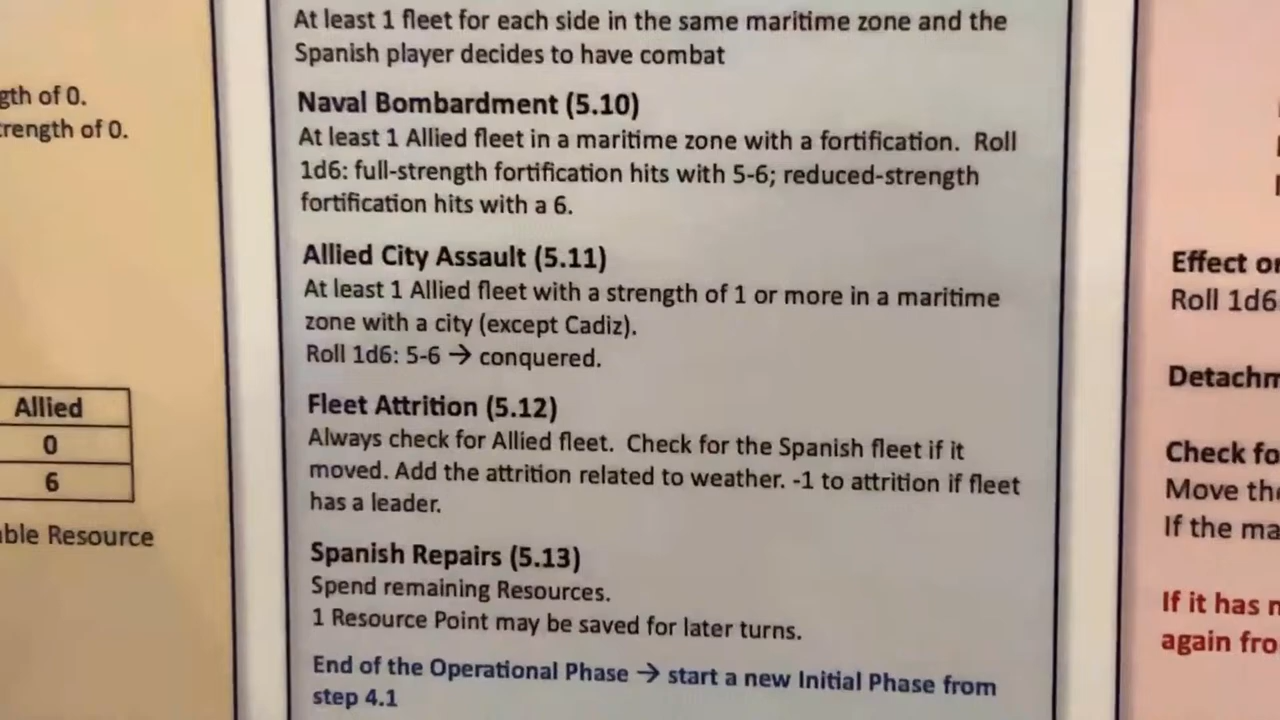 gth of 0.
trength of 0.
Allied
0
6
Resource
At least 1 fleet for each side in the same maritime zone and the
Spanish player decides to have combat
Naval Bombardment (5.10)
At least 1 Allied fleet in a maritime zone with a fortification. Roll
1d6: full-strength fortification hits with 5-6; reduced-strength
fortification hits with a 6.
Allied City Assault (5.11)
At least 1 Allied fleet with a strength of 1 or more in a maritime
zone with a city (except Cadiz).
Roll 1d6: 5-6 → conquered.
Fleet Attrition (5.12)
Always check for Allied fleet. Check for the Spanish fleet if it
moved. Add the attrition related to weather. -1 to attrition if fleet
has a leader.
Spanish Repairs (5.13)
Spend remaining Resources.
1 Resource Point may be saved for later turns.
End of the Operational Phase → start a new Initial Phase from
step 4.1
Effect
Roll 1d6
Detachm
Check fo
Move the
If the ma
If it has
again fro